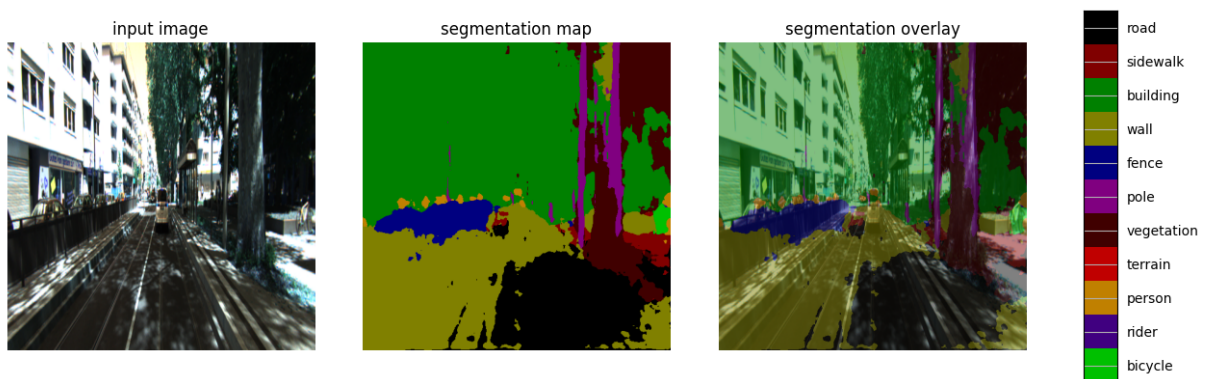 input image
segmentation map
segmentation overlay
road
sidewalk
building
wall
fence
pole
vegetation
terrain
person
rider
bicycle